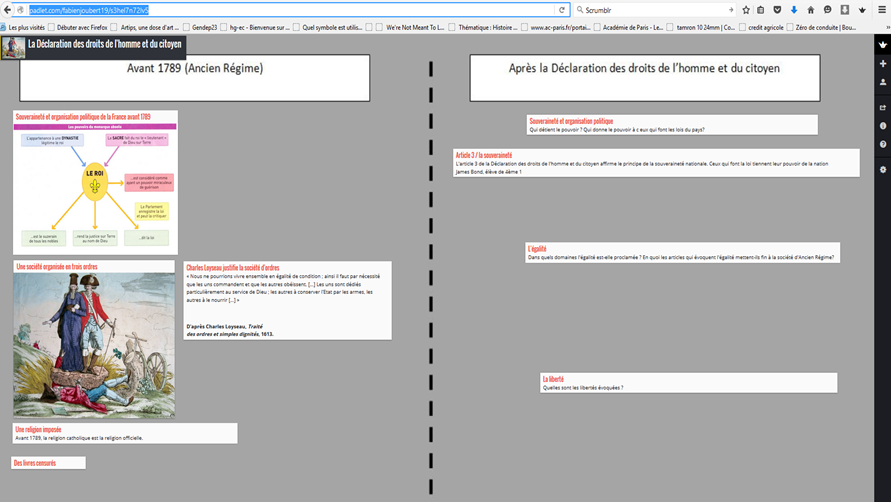 padlet.com/fabienjoubert19/s3hel7n72lv5
Scrumblr
Les plus visités
Débuter avec Firefox
Artips, une dose d'art ...
Gendep23
hg-ec - Bienvenue sur ...
Quel symbole est utilisé...
We're Not Meant To L...
www.ac-paris.fr/portai...
Thématique : Histoire ...
Académie de Paris - Le...
tamron 10 24mm | Co...
credit agricole
Zéro de conduite: ...
La Déclaration des droits de l'homme et du citoyen
Avant 1789 (Ancien Régime)
Souveraineté et organisation politique de la France avant 1789
Les pouvoirs du monarque absolu
L'appartenance à une DYNASTIE
légitime le roi
Le SACRE fait du roi le « lieutenant »
de Dieu sur Terre
LE ROI
...est considéré comme
ayant un pouvoir miraculeux
de guérison
Le Parlement
enregistre la loi
et peut la critiquer
...est le suzerain
de tous les nobles
...rend la justice sur Terre
au nom de Dieu
...dit la loi
Une société organisée en trois ordres
Charles Loyseau justifie la société d'ordres
« Nous ne pourrions vivre ensemble en égalité de condition ; ainsi il faut par nécessité
que les uns commandent et que les autres obéissent. [...] Les uns sont dédiés
particulièrement au service de Dieu ; les autres à conserver l'Etat par les armes, les
autres à le nourrir [...] »
D'après Charles Loyseau, Traité
des ordres et simples dignités, 1613.
Une religion imposée
Avant 1789, la religion catholique est la religion officielle.
Des livres censurés
Après la Déclaration des droits de l'homme et du citoyen
Souveraineté et organisation politique
Qui détient le pouvoir ? Qui donne le pouvoir à c eux qui font les lois du pays?
Article 3 / la souveraineté
L'article 3 de la Déclaration des droits de l'homme et du citoyen affirme le principe de la souveraineté nationale. Ceux qui font la loi tiennent leur pouvoir de la nation
James Bond, élève de 4ème 1
L'égalité
Dans quels domaines l'égalité est-elle proclamée ? En quoi les articles qui évoquent l'égalité mettent-ils fin à la société d'Ancien Régime?
La liberté
Quelles sont les libertés évoquées ?